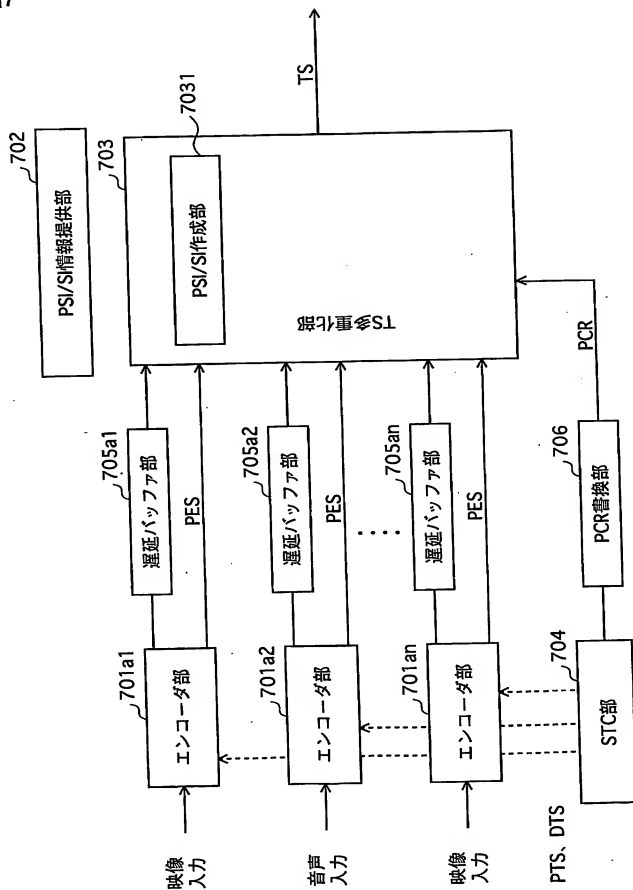 702
PSI/SI情報提供部
703
7031
PSI/SI作成部
TS多重化部
TS
701a1
エンコーダ部
705a1
遅延バッファ部
PES
映像
入力
701a2
エンコーダ部
705a2
遅延バッファ部
PES
音声
入力
‥‥
701an
エンコーダ部
705an
遅延バッファ部
PES
映像
入力
PTS、DTS
704
STC部
706
PCR書換部
PCR